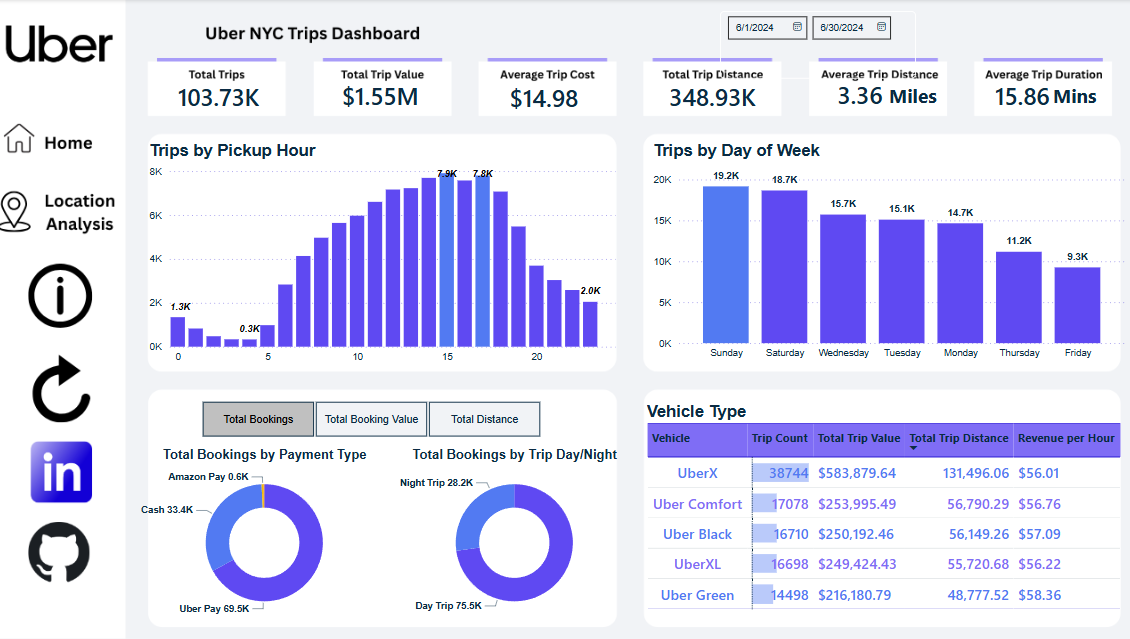 Uber
Uber NYC Trips Dashboard
6/1/2024
6/30/2024
Total Trips
103.73K
Total Trip Value
$1.55M
Average Trip Cost
$14.98
Total Trip Distance
348.93K
Average Trip Distance
3.36 Miles
Average Trip Duration
15.86 Mins
Home
Location
Analysis
in
Trips by Pickup Hour
8K
6K
4K
2K
0K
1.3K
0.3K
7.9K
7.8K
2.0K
0 5 10 15 20
Trips by Day of Week
20K
15K
10K
5K
0K
19.2K
18.7K
15.7K
15.1K
14.7K
11.2K
9.3K
Sunday Saturday Wednesday Tuesday Monday Thursday Friday
Total Bookings
Total Booking Value
Total Distance
Total Bookings by Payment Type
Amazon Pay 0.6K
Cash 33.4K
Uber Pay 69.5K
Total Bookings by Trip Day/Night
Night Trip 28.2K
Day Trip 75.5K
Vehicle Type
Vehicle Trip Count Total Trip Value Total Trip Distance Revenue per Hour
UberX 38744 $583,879.64 131,496.06 $56.01
Uber Comfort 17078 $253,995.49 56,790.29 $56.76
Uber Black 16710 $250,192.46 56,149.26 $57.09
UberXL 16698 $249,424.43 55,720.68 $56.22
Uber Green 14498 $216,180.79 48,777.52 $58.36